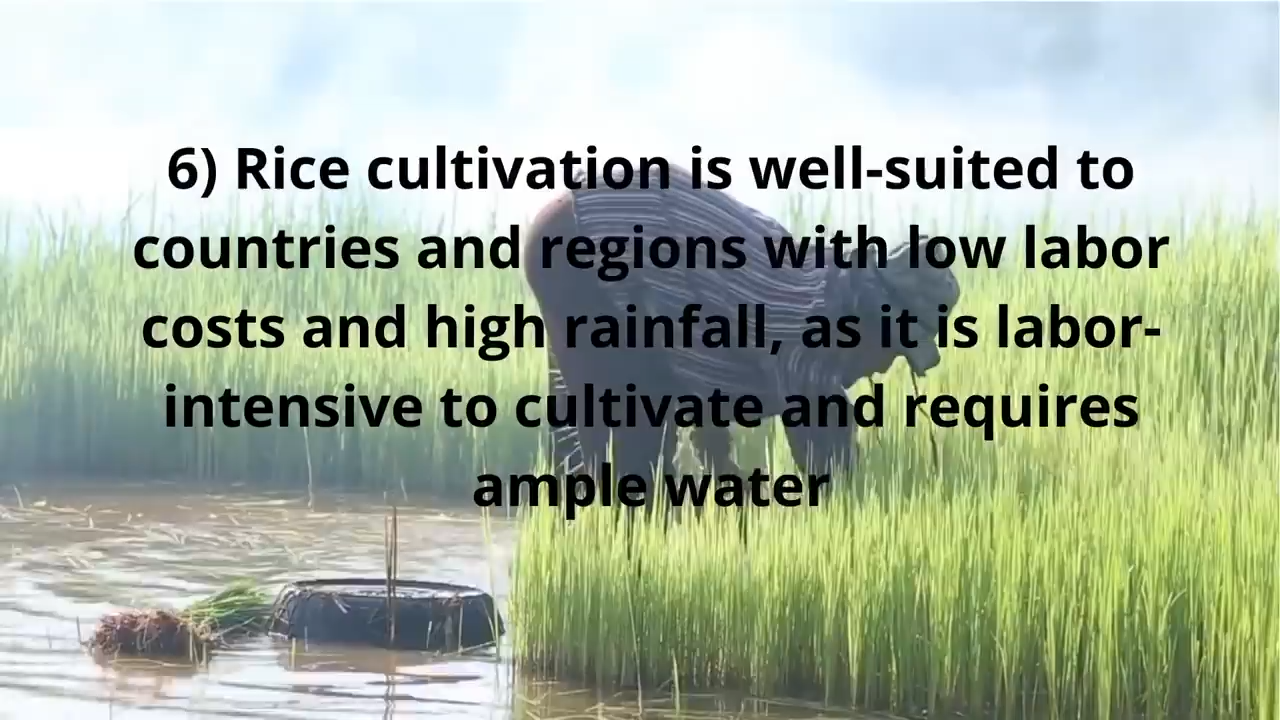 6) Rice cultivation is well-suited to
countries and regions with low labor
costs and high rainfall, as it is labor-
intensive to cultivate and requires
ample water